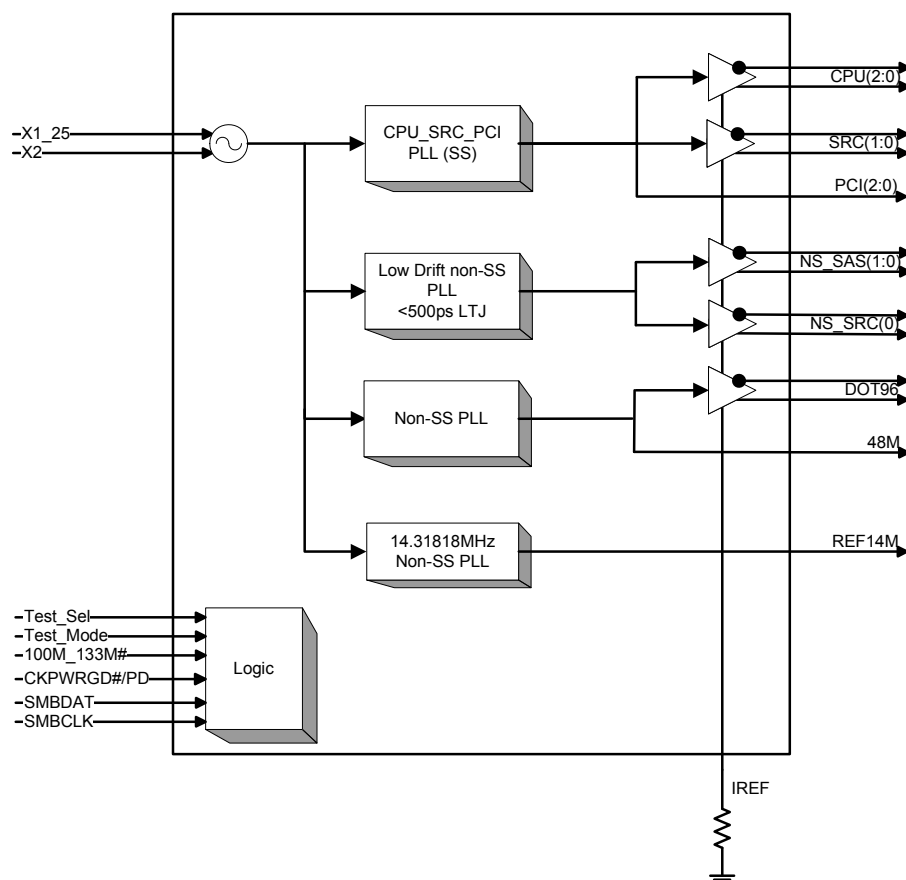 CPU(2:0)
X1_25
X2
CPU_SRC_PCI
PLL (SS)
SRC(1:0)
PCI(2:0)
Low Drift non-SS
PLL
<500ps LTJ
NS_SAS(1:0)
NS_SRC(0)
DOT96
Non-SS PLL
48M
14.31818MHz
Non-SS PLL
REF14M
Test_Sel
Test_Mode
100M_133M#
CKPWRGD#/PD
SMBDAT
SMBCLK
Logic
IREF